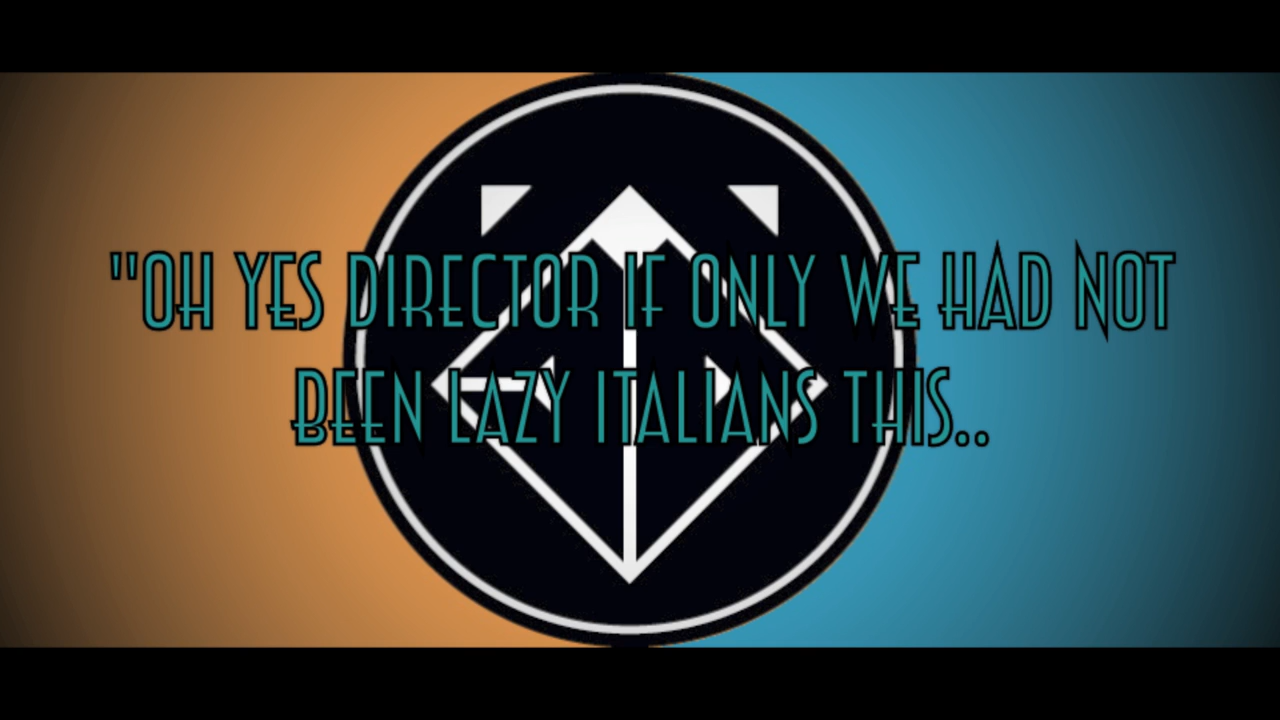 "OH YES DIRECTOR IF ONLY WE HAD NOT
BEEN LAZY ITALIANS THIS..